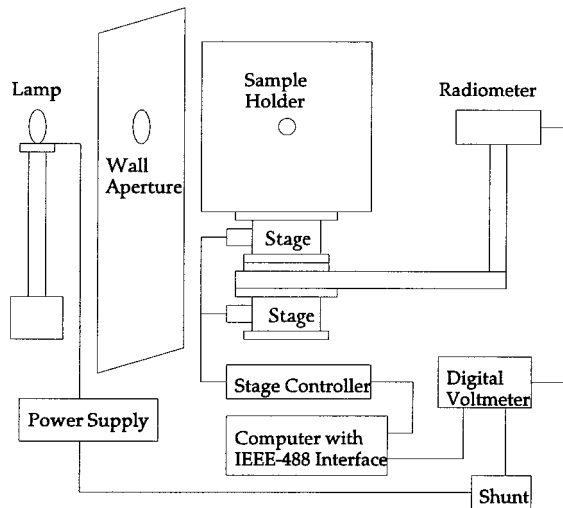 Lamp
Wall
Aperture
Sample
Holder
Radiometer
Stage
Stage
Stage Controller
Digital
Voltmeter
Power Supply
Computer with
IEEE-488 Interface
Shunt